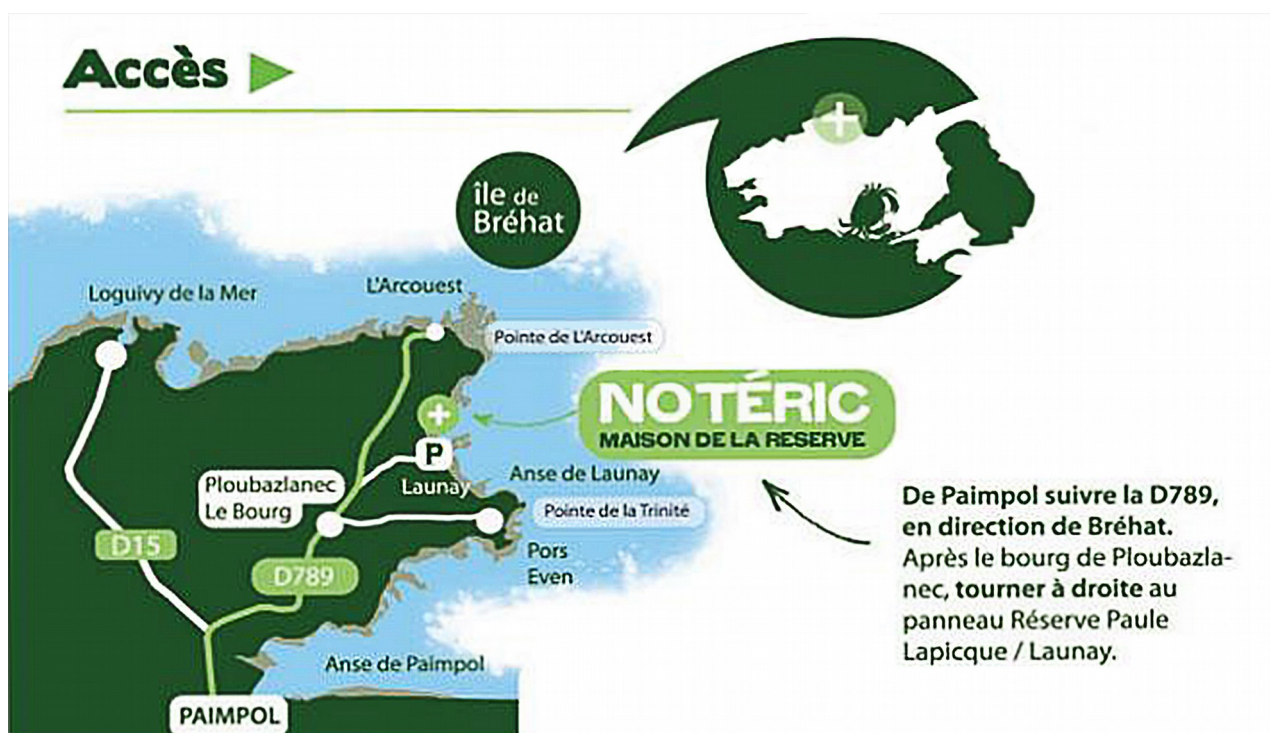 Accès
île de
Bréhat
Loguivy de la Mer
L'Arcouest
Pointe de L'Arcouest
NOTÉRIC
MAISON DE LA RESERVE
P
Launay
Anse de Launay
Ploubazlanec
Le Bourg
Pointe de la Trinité
D15
Pors
Even
D789
Anse de Paimpol
PAIMPOL
De Paimpol suivre la D789,
en direction de Bréhat.
Après le bourg de Ploubazla-
nec, tourner à droite au
panneau Réserve Paule
Lapicque / Launay.